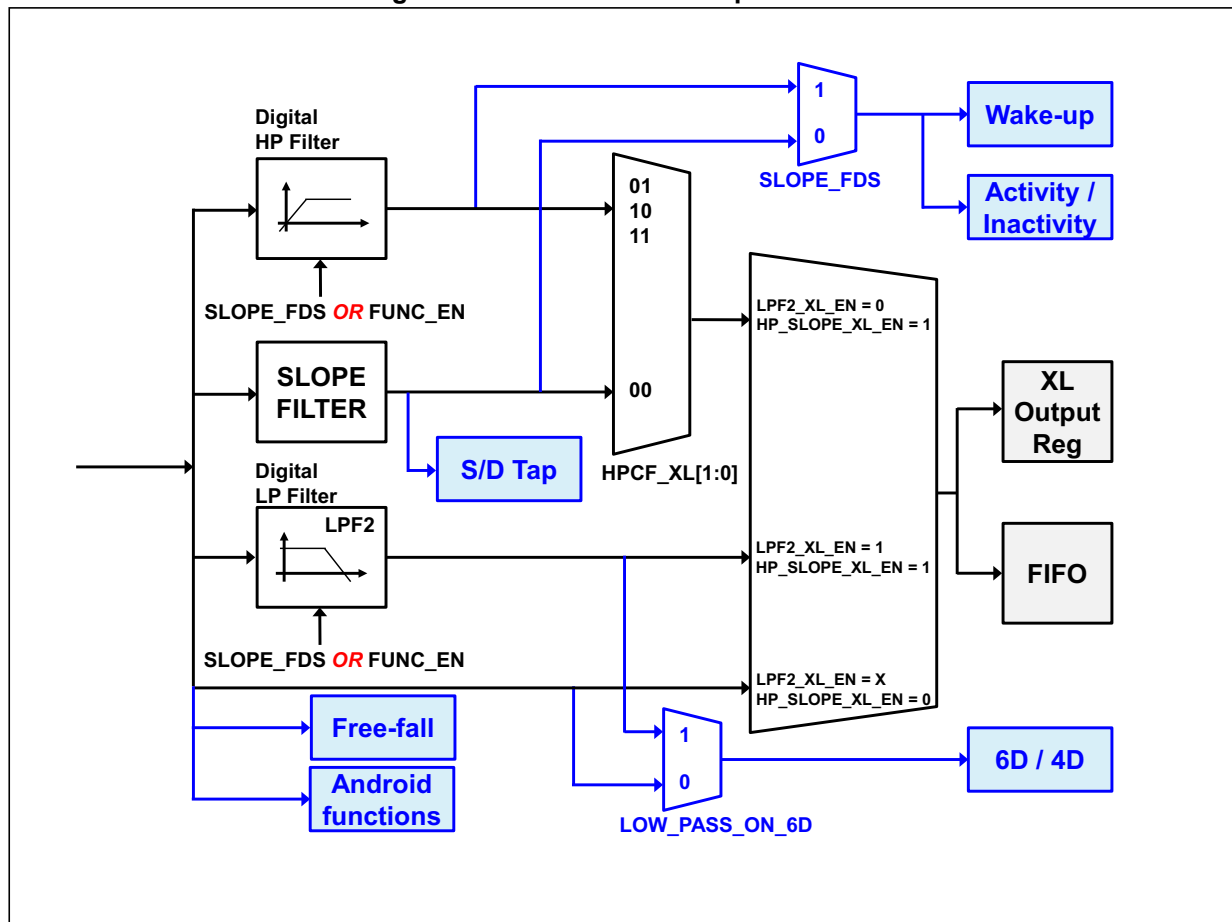 Digital
HP Filter
SLOPE_FDS OR FUNC_EN
SLOPE
FILTER
S/D Tap
Digital
LP Filter
LPF2
SLOPE_FDS OR FUNC_EN
Free-fall
Android
functions
01
10
11
00
HPCF_XL[1:0]
1
0
SLOPE_FDS
Wake-up
Activity /
Inactivity
LPF2_XL_EN = 0
HP_SLOPE_XL_EN = 1
LPF2_XL_EN = 1
HP_SLOPE_XL_EN = 1
LPF2_XL_EN = X
HP_SLOPE_XL_EN = 0
XL
Output
Reg
FIFO
1
0
LOW_PASS_ON_6D
6D / 4D